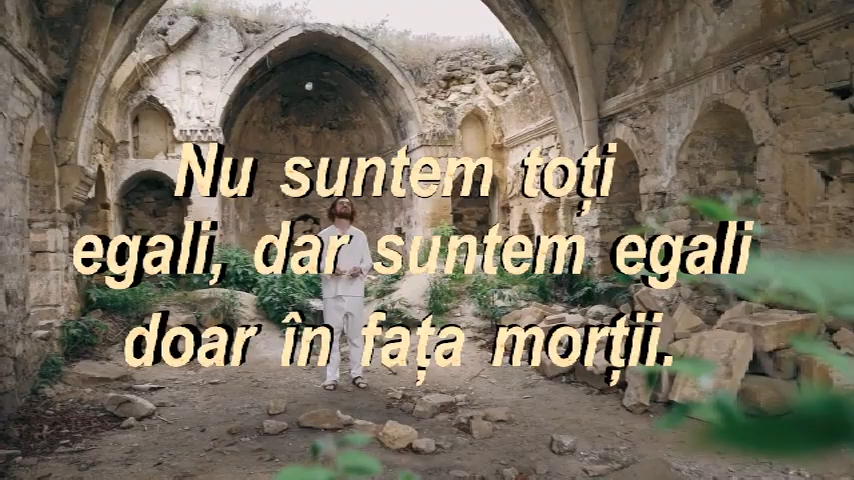 Nu suntem toți
egali, dar suntem egali
doar în fața morții.